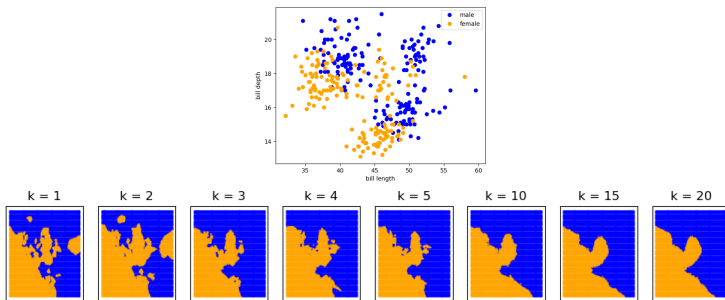 male
female
20
18
16
14
bill depth
35
40
45
50
55
60
bill length
k = 1
k = 2
k = 3
k = 4
k = 5
k = 10
k = 15
k = 20